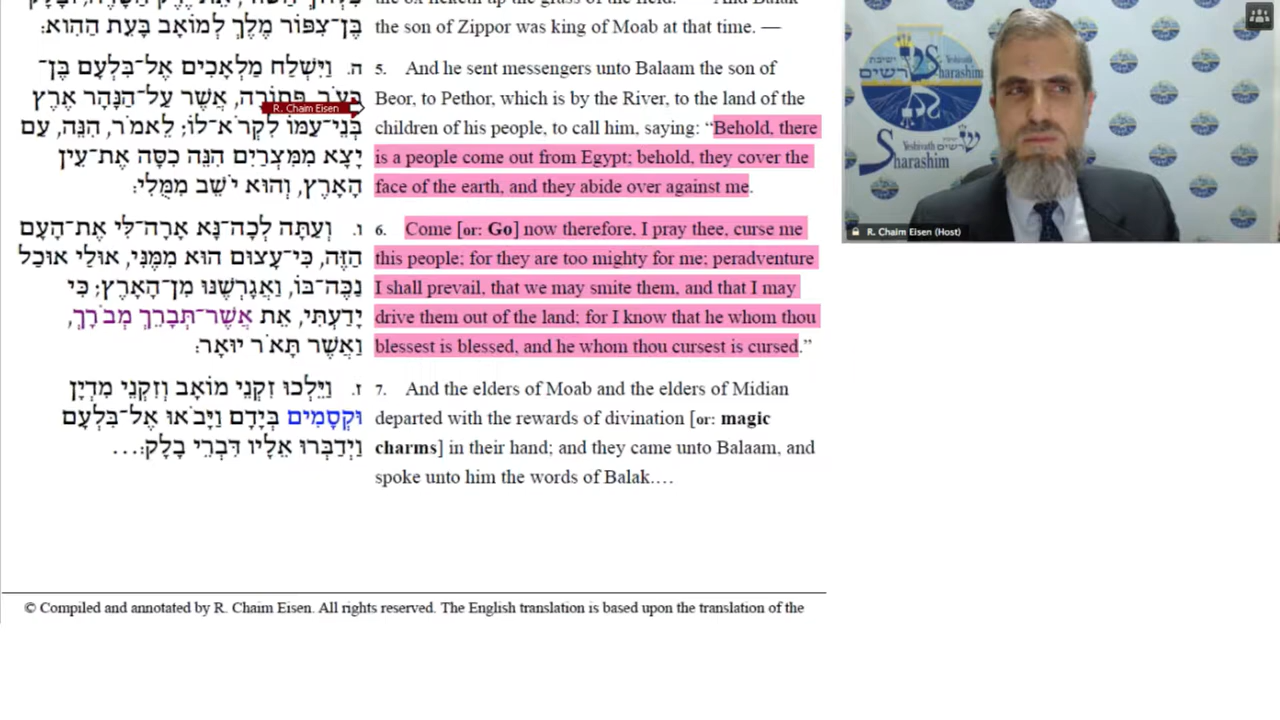 the son of Zippor was king of Moab at that time. —
בֶּן־צִפּוֹר מֶלֶךְ לְמוֹאָב בָּעֵת הַהִוא:
ה. וַיִּשְׁלַח מַלְאָכִים אֶל־בִּלְעָם בֶּן־
בְּעֹר פְּתוֹרָה, אֲשֶׁר עַל־הַנָּהָר אֶרֶץ
בְּנֵי־עַמּוֹ לִקְרֹא־לוֹ; לֵאמֹר, הִנֵּה, עַם
יָצָא מִמִּצְרַיִם הִנֵּה כִסָּה אֶת־עֵין
הָאָרֶץ, וְהוּא יֹשֵׁב מִמֻּלִי:
5. And he sent messengers unto Balaam the son of
Beor, to Pethor, which is by the River, to the land of the
children of his people, to call him, saying: “Behold, there
is a people come out from Egypt; behold, they cover the
face of the earth, and they abide over against me.
ו. וְעַתָּה לְכָה־נָּא אָרָה־לִּי אֶת־הָעָם
הַזֶּה, כִּי־עָצוּם הוּא מִמֶּנִּי, אוּלַי אוּכַל
נַכֶּה־בּוֹ, וַאֲגָרְשֶׁנּוּ מִן־הָאָרֶץ; כִּי
יָדַעְתִּי, אֵת אֲשֶׁר־תְּבָרֵךְ מְבֹרָךְ,
וַאֲשֶׁר תָּאֹר יוּאָר:
6. Come [or: Go] now therefore, I pray thee, curse me
this people; for they are too mighty for me; peradventure
I shall prevail, that we may smite them, and that I may
drive them out of the land; for I know that he whom thou
blessest is blessed, and he whom thou cursest is cursed.”
ז. וַיֵּלְכוּ זִקְנֵי מוֹאָב וְזִקְנֵי מִדְיָן
וּקְסָמִים בְּיָדָם וַיָּבֹאוּ אֶל־בִּלְעָם
וַיְדַבְּרוּ אֵלָיו דִּבְרֵי בָלָק:…
7. And the elders of Moab and the elders of Midian
departed with the rewards of divination [or: magic
charms] in their hand; and they came unto Balaam, and
spoke unto him the words of Balak.…
© Compiled and annotated by R. Chaim Eisen. All rights reserved. The English translation is based upon the translation of the
R. Chaim Eisen
ישיבת
שרשים
Yeshivath
Sharashim
Yeshivath
ישיבת שרשים
Sharashim
R. Chaim Eisen (Host)